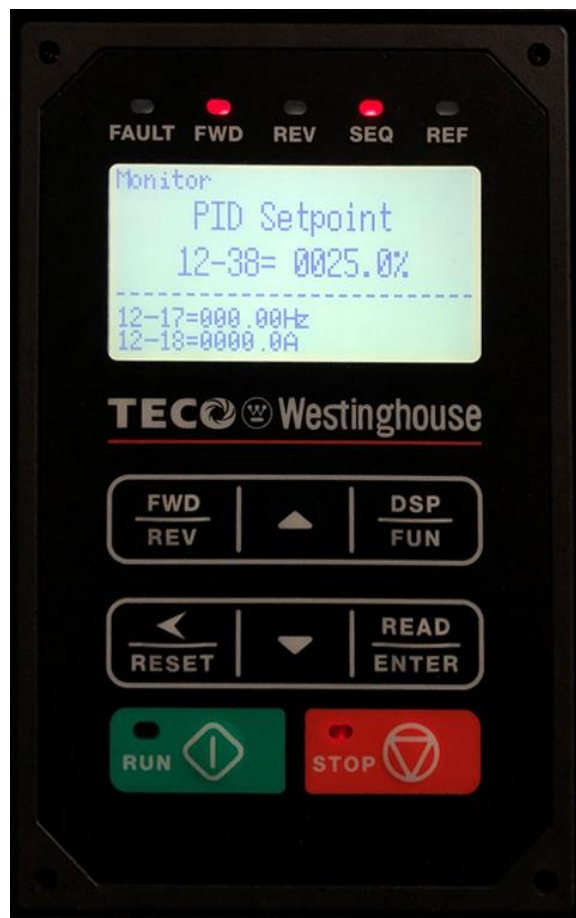 FAULT FWD REV SEQ REF
Monitor
PID Setpoint
12-38= 0025.0%
12-17=000.00Hz
12-18=0000.0A
TECO W Westinghouse
FWD
REV
DSP
FUN
RESET
READ
ENTER
RUN
STOP